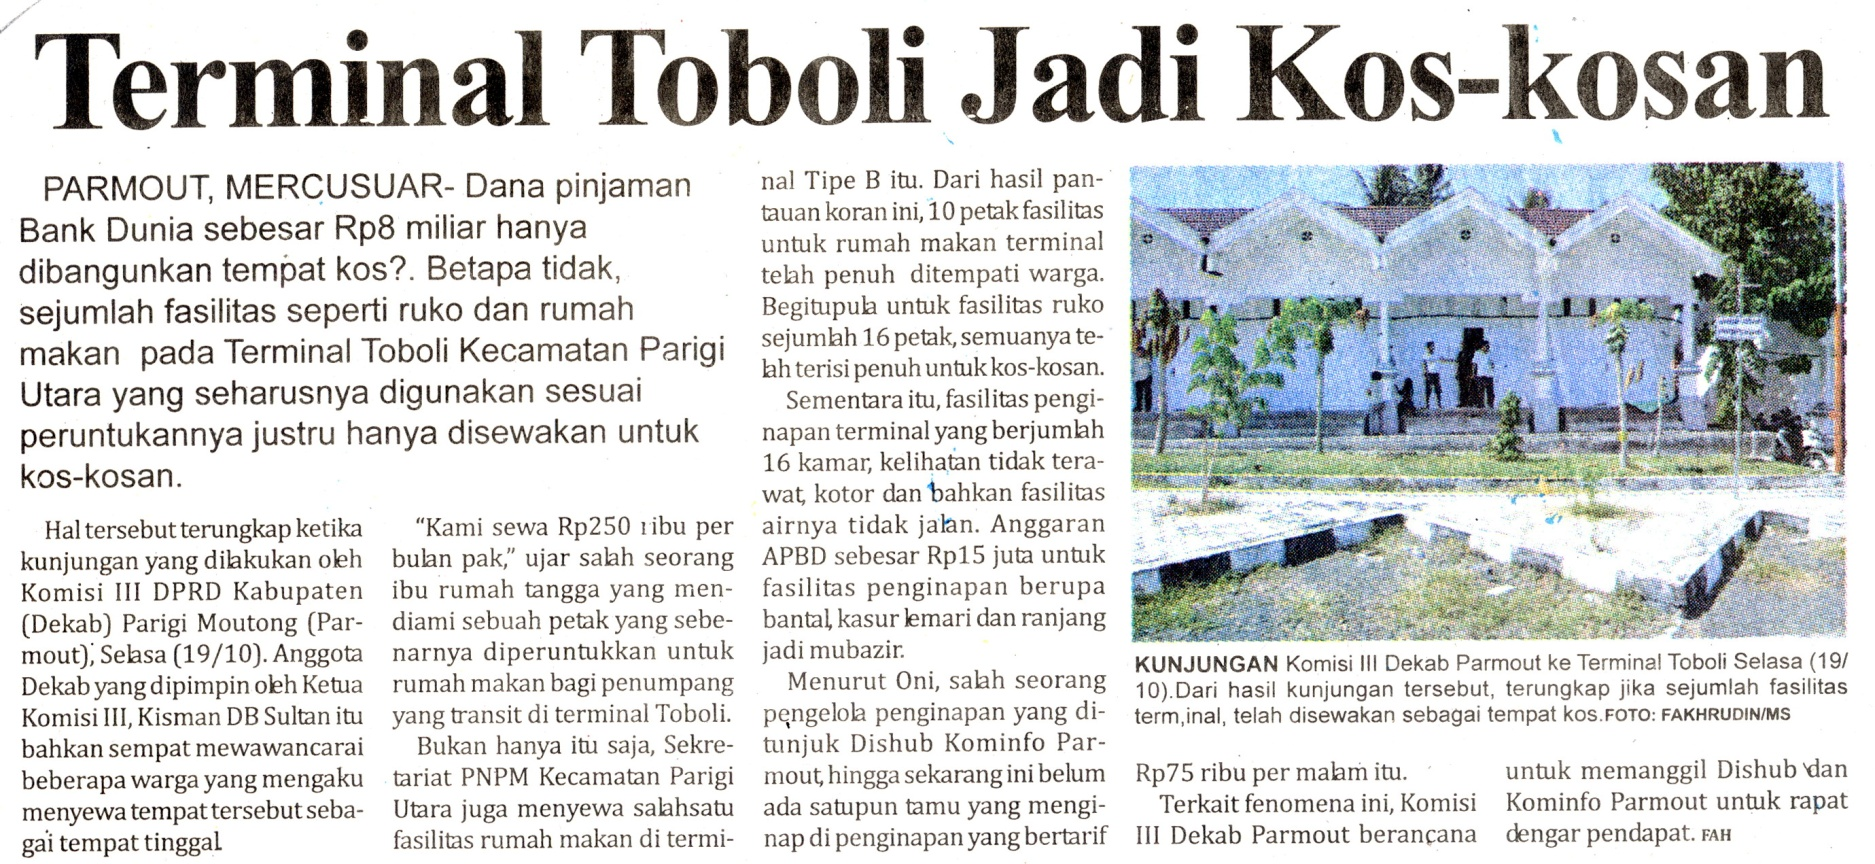 Terminal Toboli Jadi Kos-kosan
PARMOUT, MERCUSUAR- Dana pinjaman
Bank Dunia sebesar Rp8 miliar hanya
dibangunkan tempat kos?. Betapa tidak,
sejumlah fasilitas seperti ruko dan rumah
makan pada Terminal Toboli Kecamatan Parigi
Utara yang seharusnya digunakan sesuai
peruntukannya justru hanya disewakan untuk
kos-kosan.
Hal tersebut terungkap ketika
kunjungan yang dilakukan oleh
Komisi III DPRD Kabupaten
(Dekab) Parigi Moutong (Par-
mout), Selasa (19/10). Anggota
Dekab yang dipimpin oleh Ketua
Komisi III, Kisman DB Sultan itu
bahkan sempat mewawancarai
beberapa warga yang mengaku
menyewa tempat tersebut seba-
gai tempat tinggal.
“Kami sewa Rp250 ribu per
bulan pak,” ujar salah seorang
ibu rumah tangga yang men-
diami sebuah petak yang sebe-
narnya diperuntukkan untuk
rumah makan bagi penumpang
yang transit di terminal Toboli.
Bukan hanya itu saja, Sekre-
tariat PNPM Kecamatan Parigi
Utara juga menyewa salahsatu
fasilitas rumah makan di termi-
nal Tipe B itu. Dari hasil pan-
tauan koran ini, 10 petak fasilitas
untuk rumah makan terminal
telah penuh ditempati warga.
Begitupula untuk fasilitas ruko
sejumlah 16 petak, semuanya te-
lah terisi penuh untuk kos-kosan.
Sementara itu, fasilitas pengi-
napan terminal yang berjumlah
16 kamar, kelihatan tidak tera-
wat, kotor dan bahkan fasilitas
airnya tidak jalan. Anggaran
APBD sebesar Rp15 juta untuk
fasilitas penginapan berupa
bantal, kasur lemari dan ranjang
jadi mubazir.
Menurut Oni, salah seorang
pengelola penginapan yang di-
tunjuk Dishub Kominfo Par-
mout, hingga sekarang ini belum
ada satupun tamu yang mengi-
nap di penginapan yang bertarif
KUNJUNGAN Komisi III Dekab Parmout ke Terminal Toboli Selasa (19/
10).Dari hasil kunjungan tersebut, terungkap jika sejumlah fasilitas
term,inal, telah disewakan sebagai tempat kos.FOTO: FAKHRUDIN/MS
Rp75 ribu per malam itu.
Terkait fenomena ini, Komisi
III Dekab Parmout berancana
untuk memanggil Dishub dan
Kominfo Parmout untuk rapat
dengar pendapat. FAH